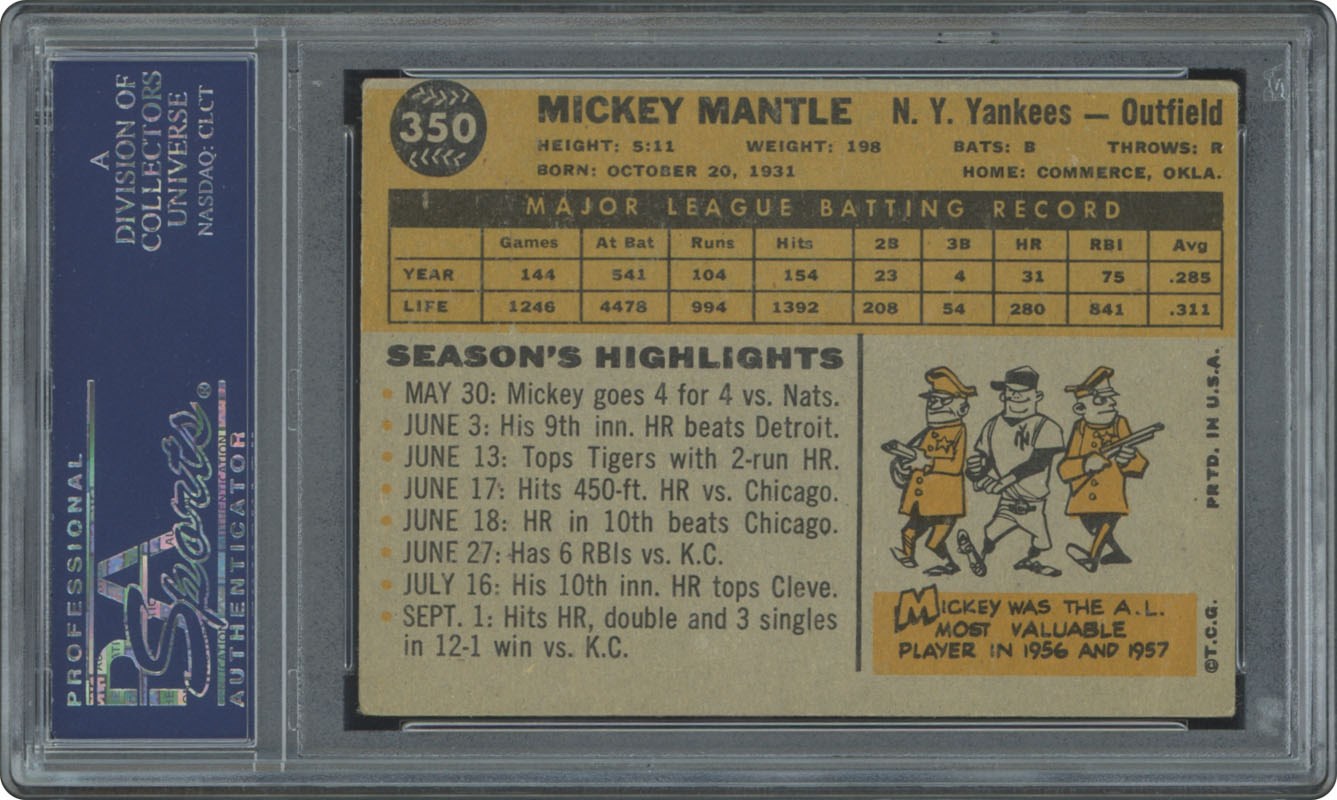 A
DIVISION OF
COLLECTORS
UNIVERSE
NASDAQ: CLCT
PROFESSIONAL
PSA
Sports®
AUTHENTICATOR
350
MICKEY MANTLE N. Y. Yankees — Outfield
HEIGHT: 5:11 WEIGHT: 198 BATS: B THROWS: R
BORN: OCTOBER 20, 1931 HOME: COMMERCE, OKLA.
MAJOR LEAGUE BATTING RECORD
Games At Bat Runs Hits 2B 3B HR RBI Avg
YEAR 144 541 104 154 23 4 31 75 .285
LIFE 1246 4478 994 1392 208 54 280 841 .311
SEASON'S HIGHLIGHTS
• MAY 30: Mickey goes 4 for 4 vs. Nats.
• JUNE 3: His 9th inn. HR beats Detroit.
• JUNE 13: Tops Tigers with 2-run HR.
• JUNE 17: Hits 450-ft. HR vs. Chicago.
• JUNE 18: HR in 10th beats Chicago.
• JUNE 27: Has 6 RBIs vs. K.C.
• JULY 16: His 10th inn. HR tops Cleve.
• SEPT. 1: Hits HR, double and 3 singles
in 12-1 win vs. K.C.
NY
MICKEY WAS THE A.L.
MOST VALUABLE
PLAYER IN 1956 AND 1957
©T.C.G. PRTD. IN U.S.A.